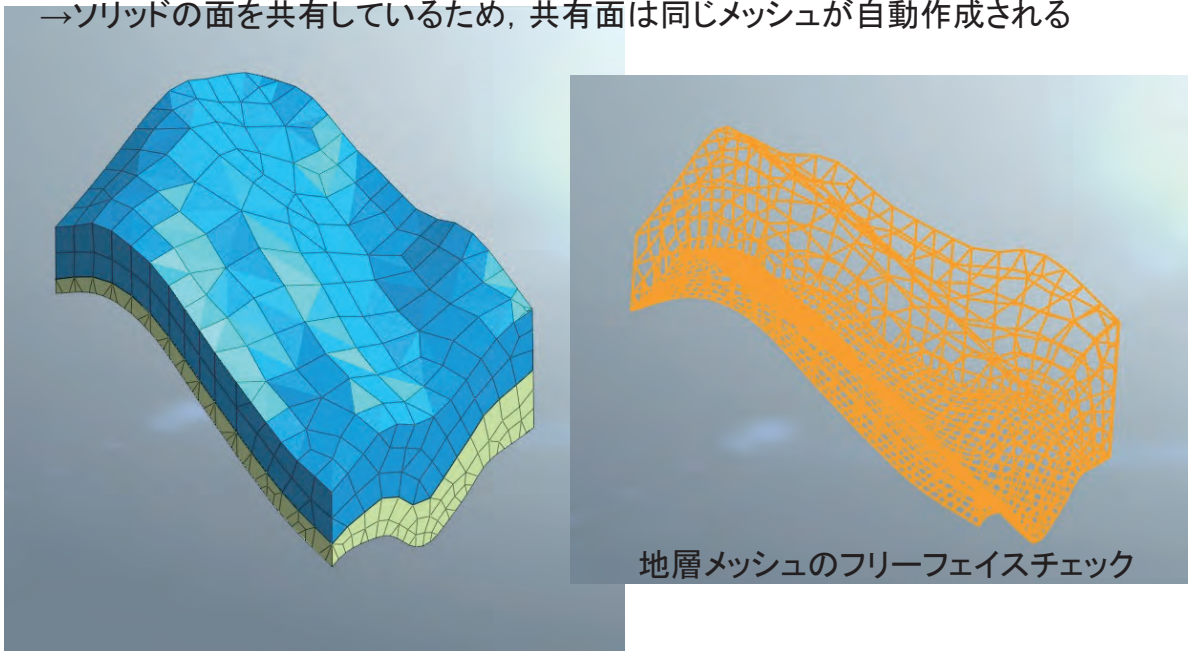 →ソリッドの面を共有しているため，共有面は同じメッシュが自動作成される
地層メッシュのフリーフェイスチェック